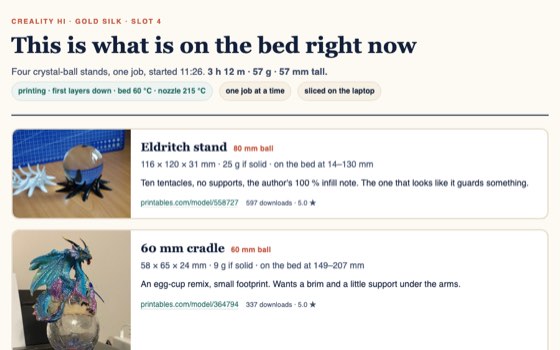 CREALITY HI · GOLD SILK · SLOT 4
This is what is on the bed right now
Four crystal-ball stands, one job, started 11:26. 3 h 12 m · 57 g · 57 mm tall.
printing · first layers down · bed 60 °C · nozzle 215 °C
one job at a time
sliced on the laptop
Eldritch stand 80 mm ball
116 × 120 × 31 mm · 25 g if solid · on the bed at 14–130 mm
Ten tentacles, no supports, the author's 100 % infill note. The one that looks like it guards something.
printables.com/model/558727 597 downloads · 5.0 ★
60 mm cradle 60 mm ball
58 × 65 × 24 mm · 9 g if solid · on the bed at 149–207 mm
An egg-cup remix, small footprint. Wants a brim and a little support under the arms.
printables.com/model/364794 337 downloads · 5.0 ★